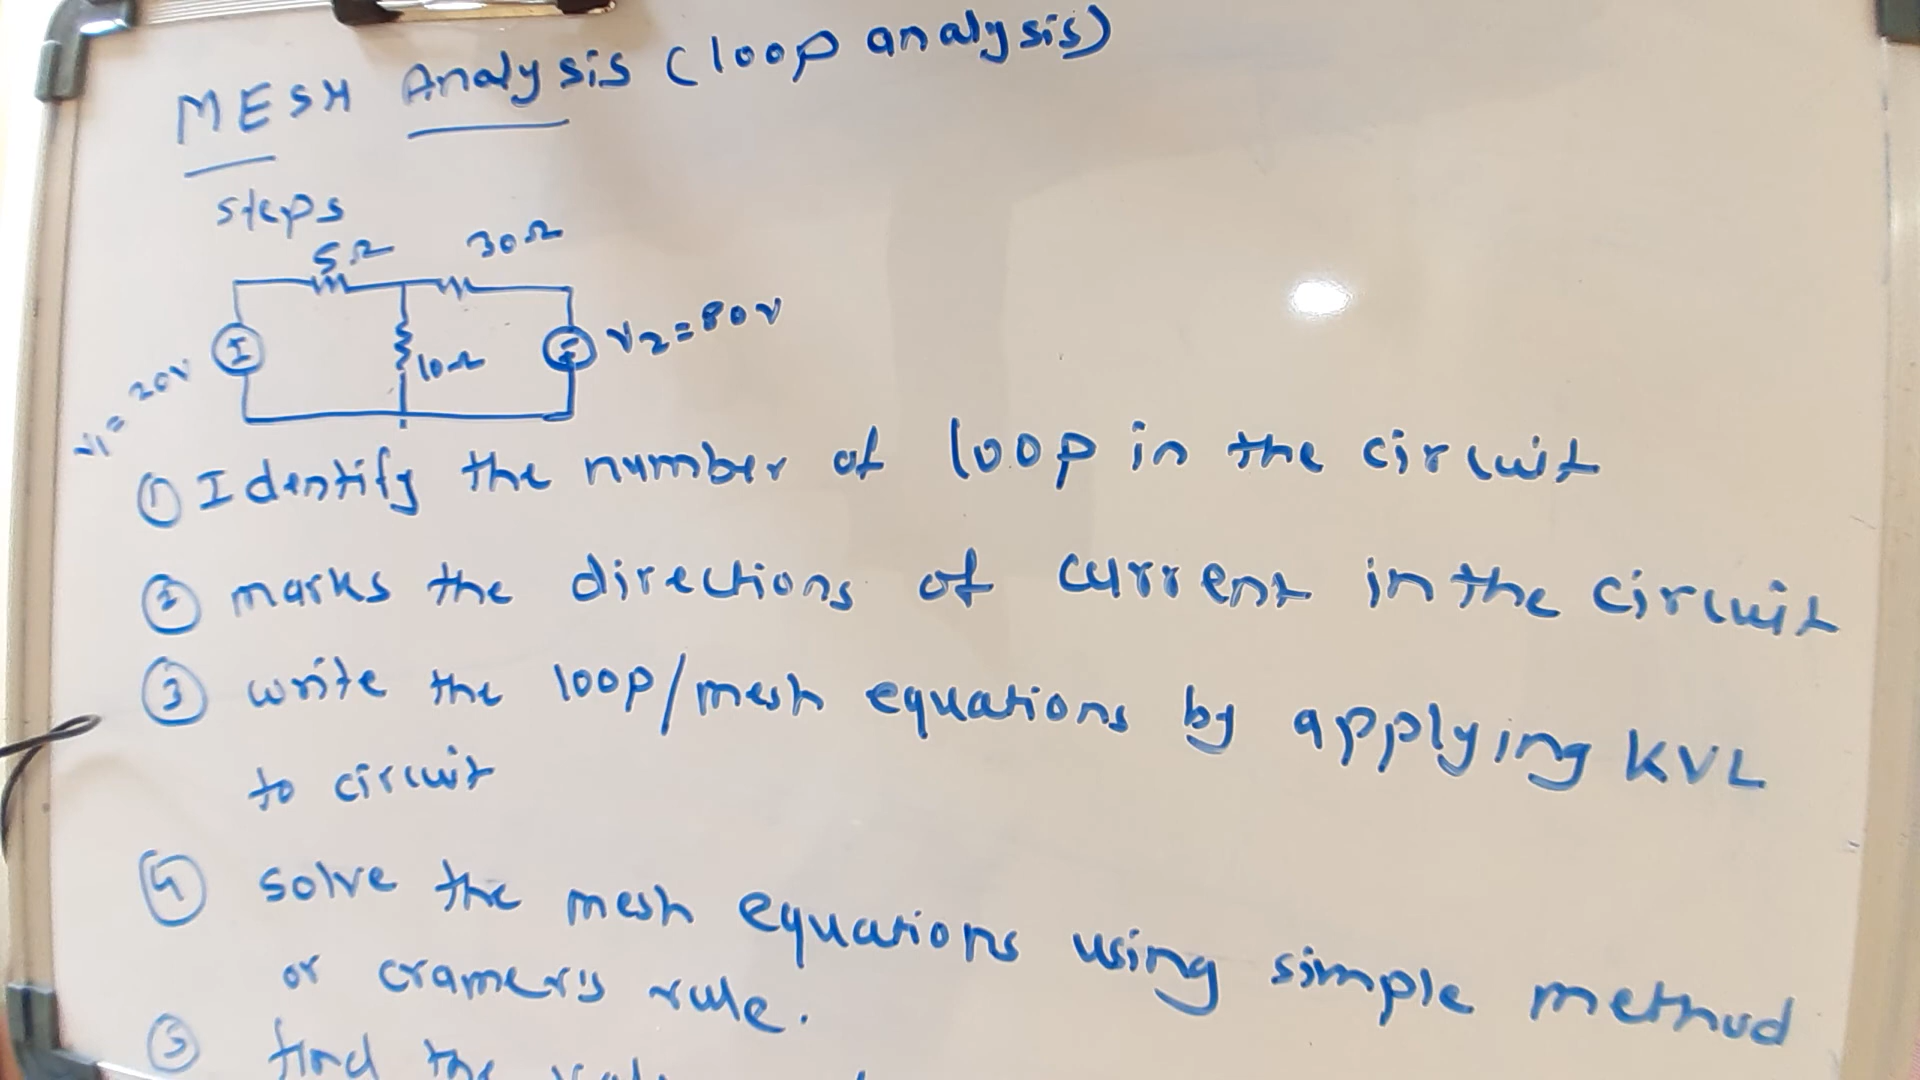 MESH Analysis (loop analysis)
steps
5Ω
30Ω
V1 = 20V
10Ω
V2 = 80V
① Identify the number of loop in the circuit
② marks the directions of current in the circuit
③ write the loop/mesh equations by applying KVL
to circuit
④ solve the mesh equations using simple method
or cramer's rule.
⑤ find the